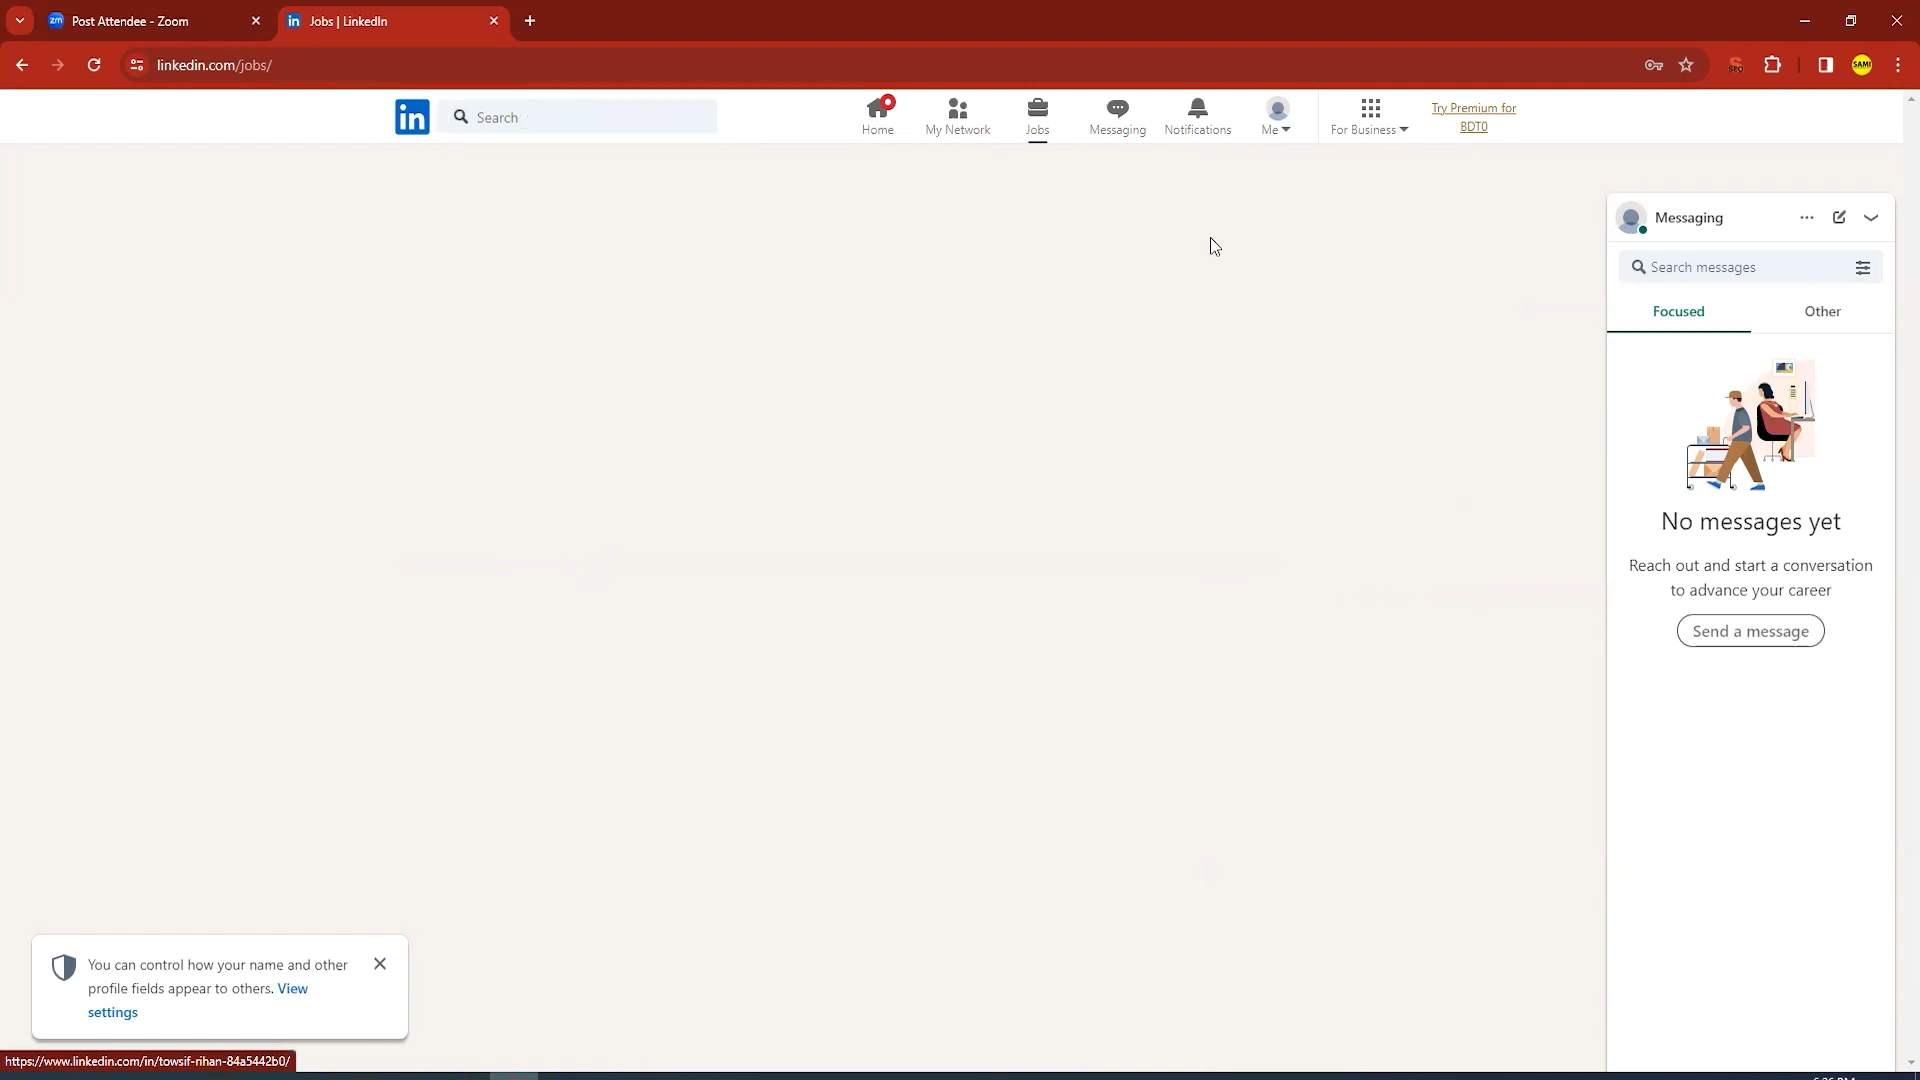 Post Attendee - Zoom
Jobs | LinkedIn
linkedin.com/jobs/
SEO
SAMI
in
Search
Home
My Network
Jobs
Messaging
Notifications
Me
For Business
Try Premium for
BDT0
Messaging
Search messages
Focused
Other
No messages yet
Reach out and start a conversation
to advance your career
Send a message
You can control how your name and other
profile fields appear to others. View
settings
https://www.linkedin.com/in/towsif-rihan-84a5442b0/